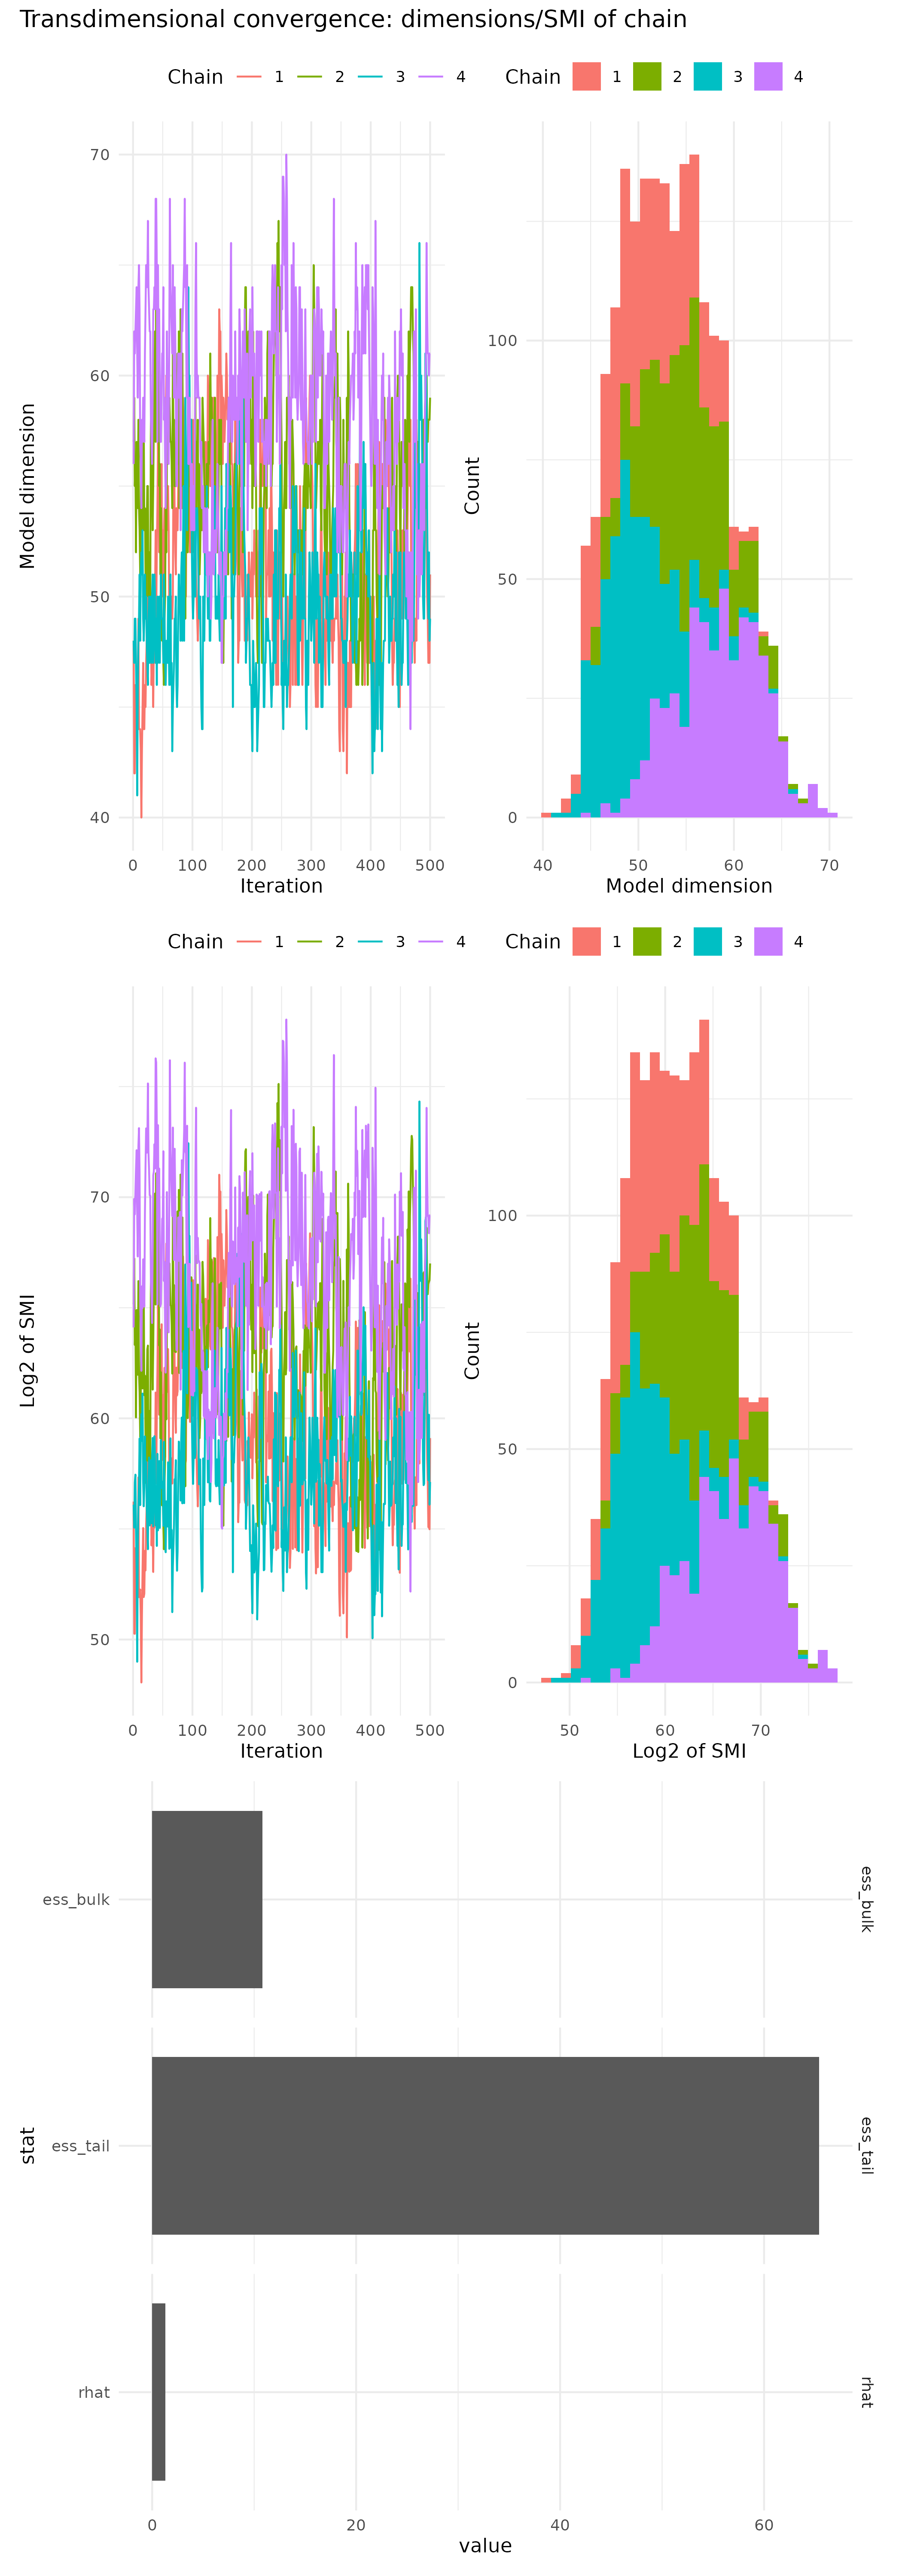 Transdimensional convergence: dimensions/SMI of chain
Chain 1 2 3 4
Chain 1 2 3 4
70
60
50
40
Model dimension
0 100 200 300 400 500
Iteration
100
50
0
Count
40 50 60 70
Model dimension
Chain 1 2 3 4
Chain 1 2 3 4
70
60
50
Log2 of SMI
0 100 200 300 400 500
Iteration
100
50
0
Count
50 60 70
Log2 of SMI
ess_bulk
ess_bulk
stat
ess_tail
ess_tail
rhat
rhat
0 20 40 60
value